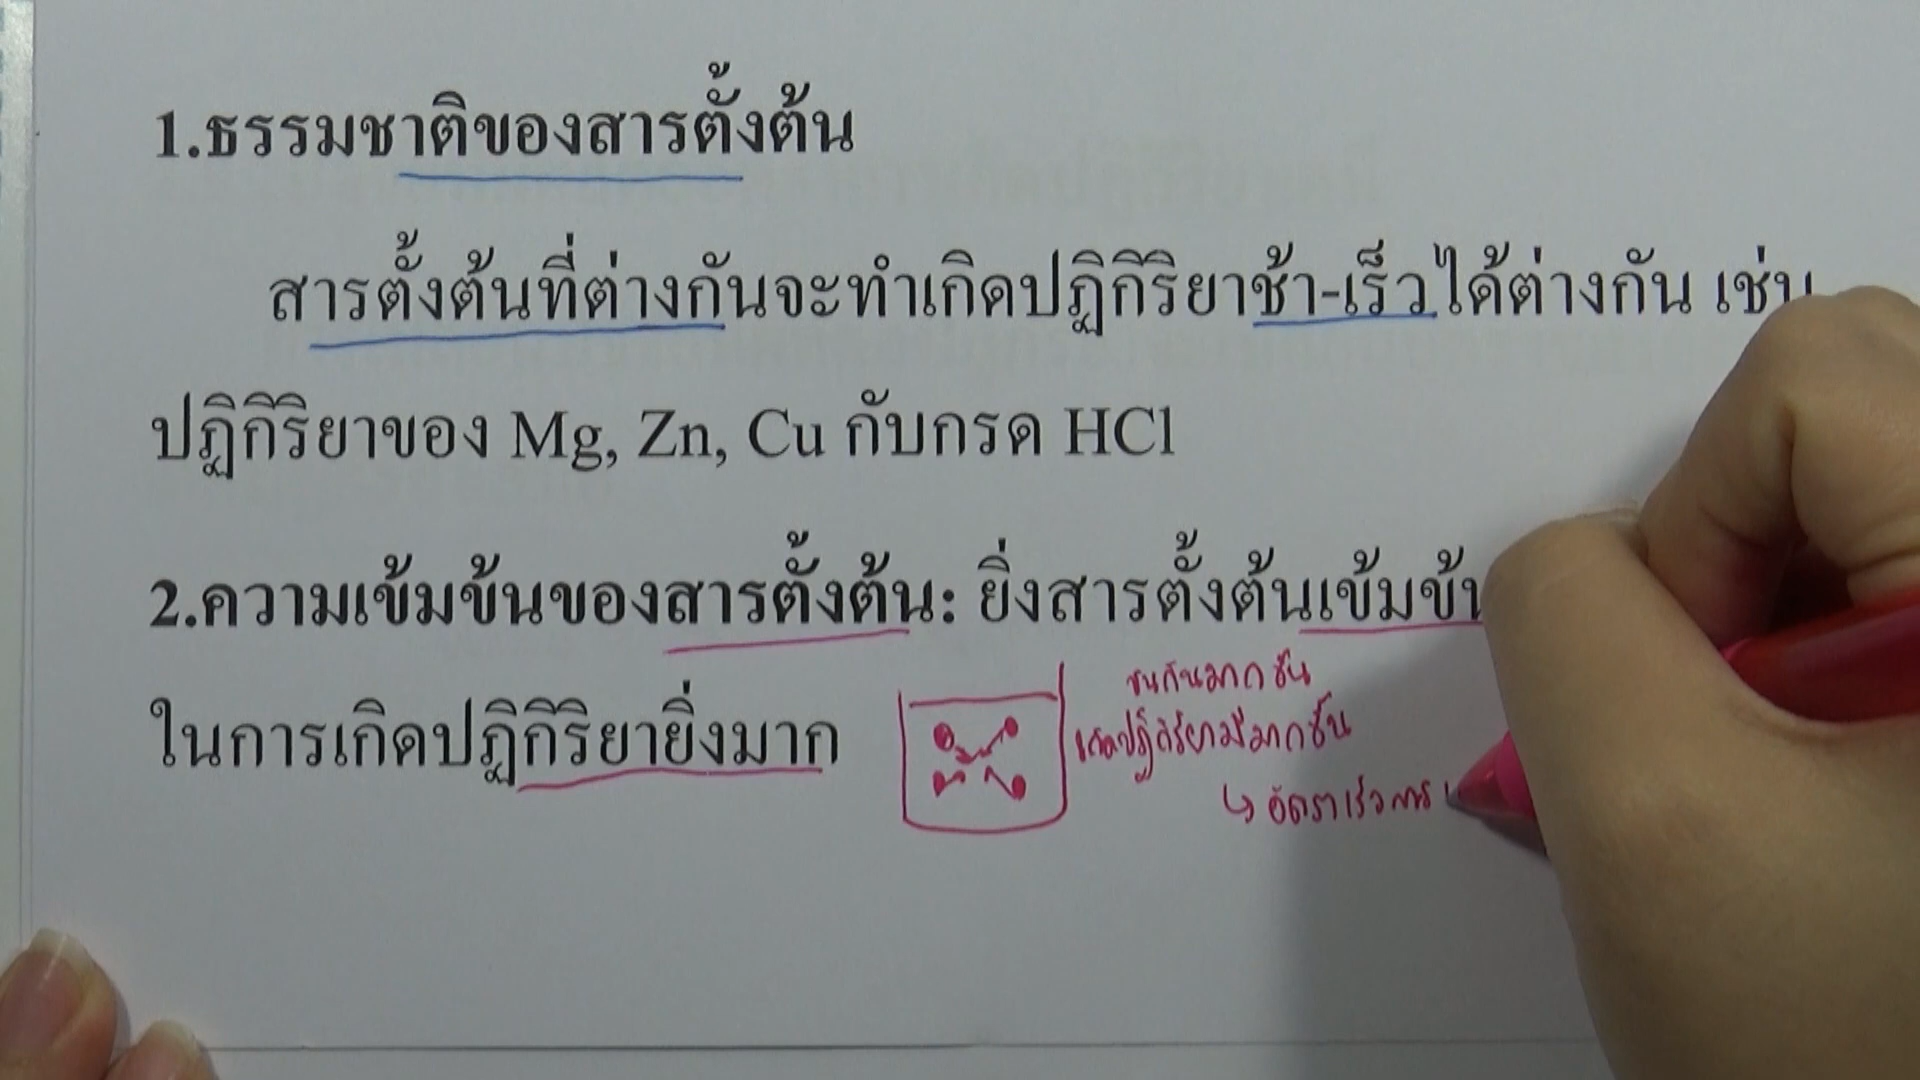 1.ธรรมชาติของสารตั้งต้น
สารตั้งต้นที่ต่างกันจะทำเกิดปฏิกิริยาช้า-เร็วได้ต่างกัน เช่น
ปฏิกิริยาของ Mg, Zn, Cu กับกรด HCl
2.ความเข้มข้นของสารตั้งต้น: ยิ่งสารตั้งต้นเข้มข้น
ในการเกิดปฏิกิริยายิ่งมาก
ชนกันมากขึ้น
เกิดปฏิกิริยามีมากขึ้น
↳ อัตราเร็วการ